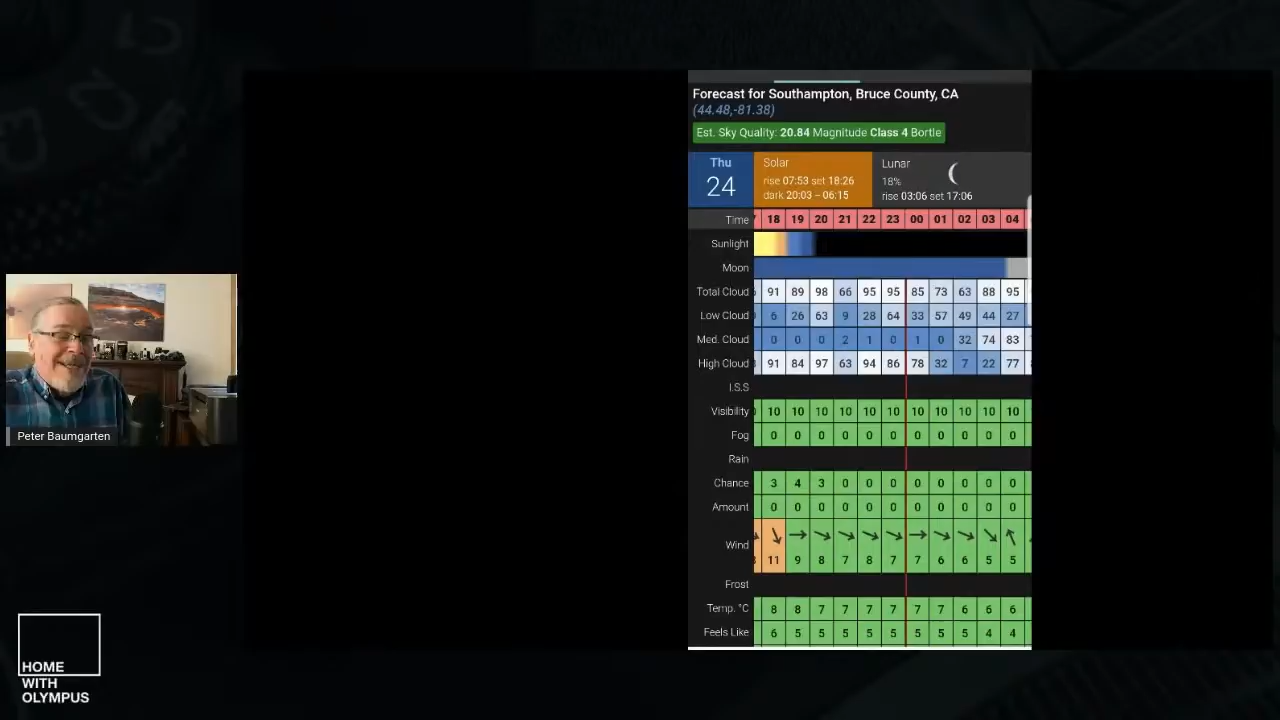 Forecast for Southampton, Bruce County, CA
(44.48,-81.38)
Est. Sky Quality: 20.84 Magnitude Class 4 Bortle
Thu
24
Solar
rise 07:53 set 18:26
dark 20:03 – 06:15
Lunar
18%
rise 03:06 set 17:06
Time 18 19 20 21 22 23 00 01 02 03 04
Sunlight
Moon
Total Cloud 91 89 98 66 95 95 85 73 63 88 95
Low Cloud 6 26 63 9 28 64 33 57 49 44 27
Med. Cloud 0 0 0 2 1 0 1 0 32 74 83
High Cloud 91 84 97 63 94 86 78 32 7 22 77
I.S.S
Visibility 10 10 10 10 10 10 10 10 10 10 10
Fog 0 0 0 0 0 0 0 0 0 0 0
Rain
Chance 3 4 3 0 0 0 0 0 0 0 0
Amount 0 0 0 0 0 0 0 0 0 0 0
Wind 11 9 8 7 8 7 7 6 6 5 5
Frost
Temp. °C 8 8 7 7 7 7 7 7 6 6 6
Feels Like 6 5 5 5 5 5 5 5 5 4 4
Peter Baumgarten
HOME
WITH
OLYMPUS